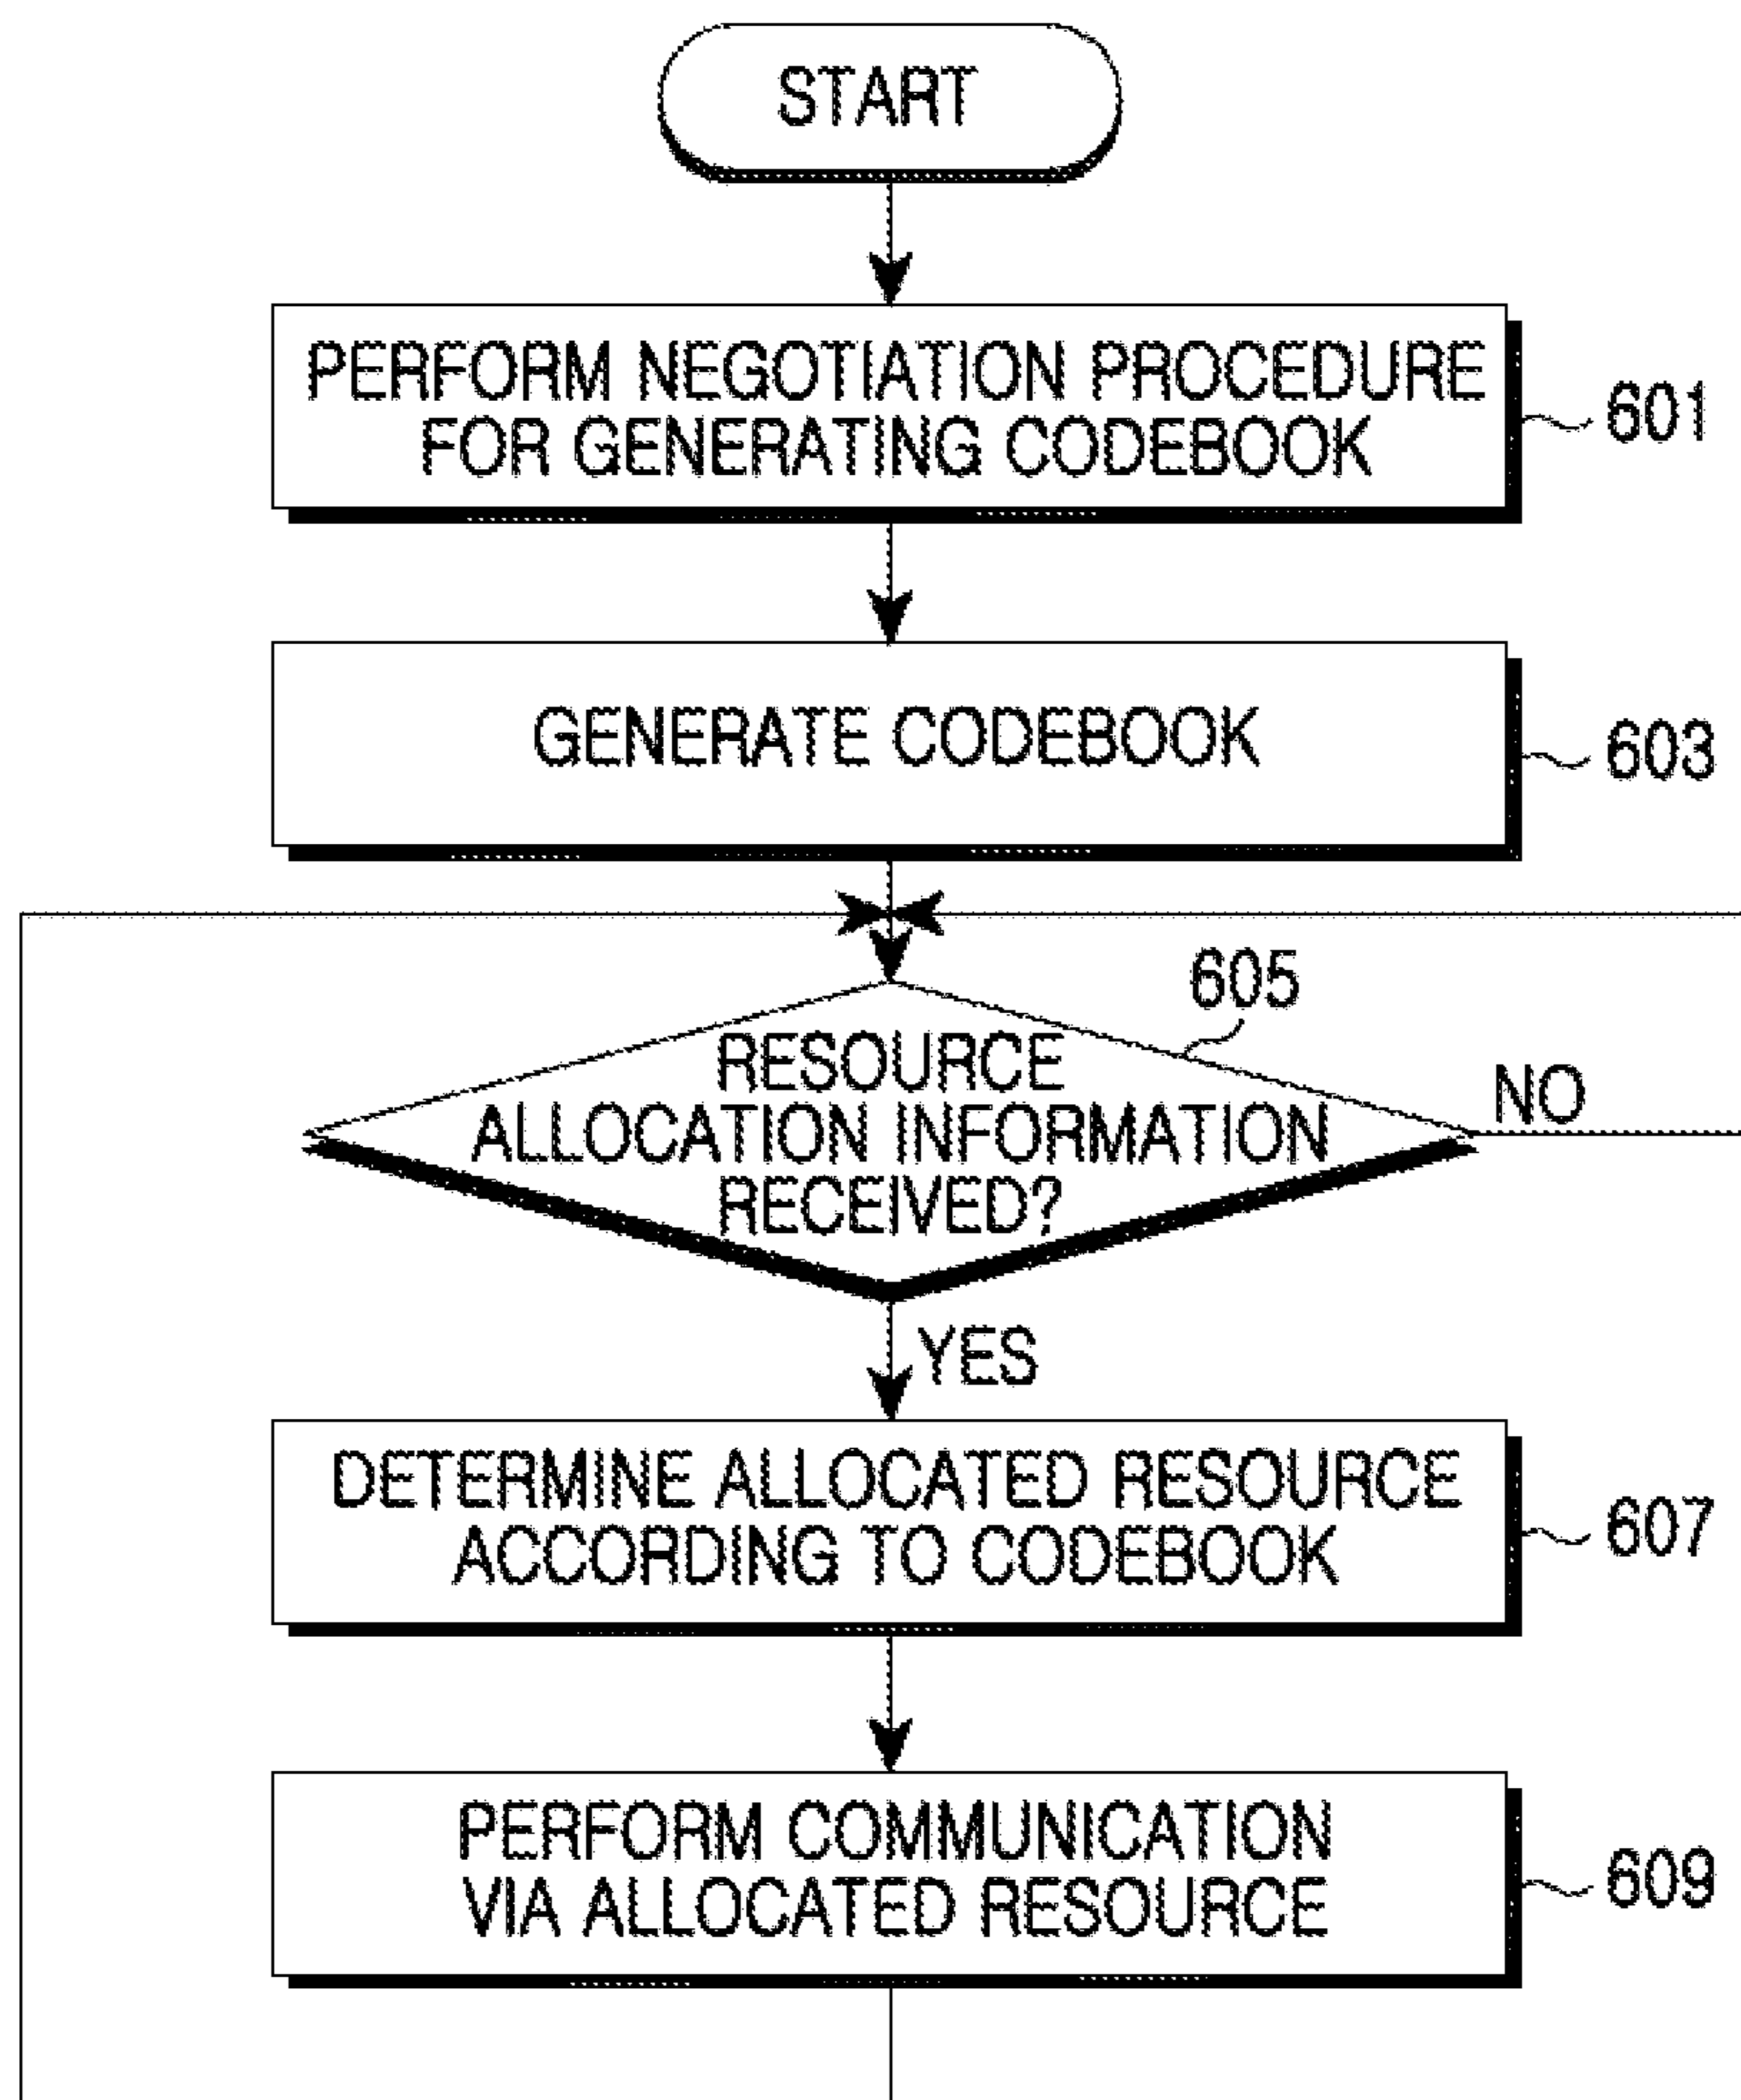 START
PERFORM NEGOTIATION PROCEDURE
FOR GENERATING CODEBOOK
601
GENERATE CODEBOOK
603
605
RESOURCE
ALLOCATION INFORMATION
RECEIVED?
NO
YES
DETERMINE ALLOCATED RESOURCE
ACCORDING TO CODEBOOK
607
PERFORM COMMUNICATION
VIA ALLOCATED RESOURCE
609